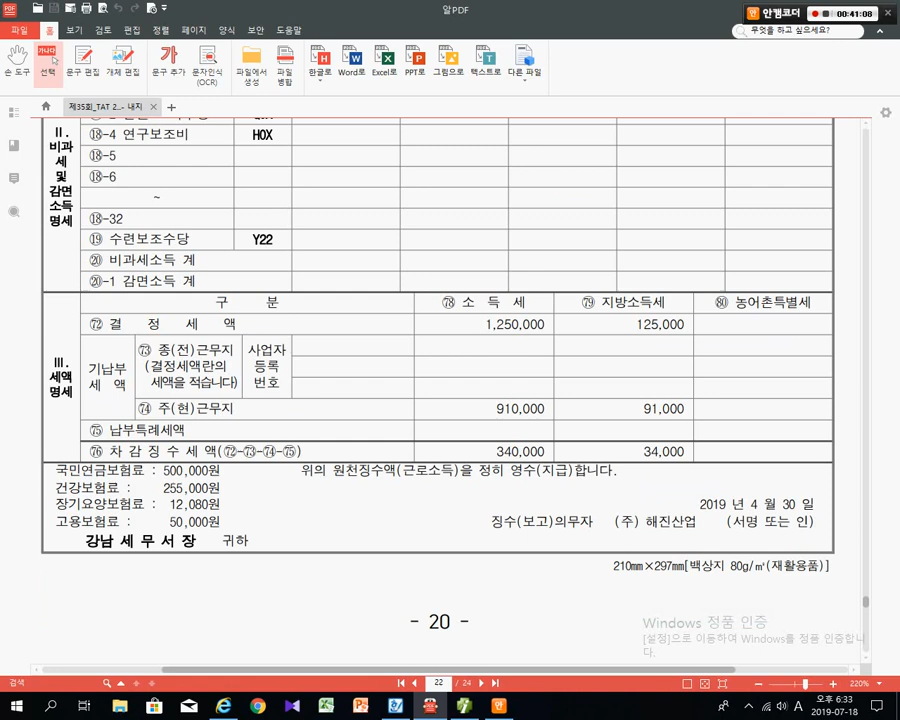 알PDF
안캠코더
00:41:08
파일 홈 보기 검토 편집 정렬 페이지 양식 보안 도움말
무엇을 하고 싶으세요?
손 도구
가나다
선택
문구 편집
개체 편집
문구 추가
문자인식
(OCR)
파일에서
생성
파일
병합
한글로
Word로
Excel로
PPT로
그림으로
텍스트로
다른 파일
제35회_TAT 2...- 내지
Ⅱ.
비과
세
및
감면
소득
명세
⑱-4 연구보조비 H0X
⑱-5
⑱-6
~
⑱-32
⑲ 수련보조수당 Y22
⑳ 비과세소득 계
⑳-1 감면소득 계
Ⅲ.
세액
명세
구 분 78 소 득 세 79 지방소득세 80 농어촌특별세
72 결 정 세 액 1,250,000 125,000
기납부
세 액
73 종(전)근무지
(결정세액란의
세액을 적습니다)
사업자
등록
번호
74 주(현)근무지 910,000 91,000
75 납부특례세액
76 차 감 징 수 세 액(72-73-74-75) 340,000 34,000
국민연금보험료 : 500,000원 위의 원천징수액(근로소득)을 정히 영수(지급)합니다.
건강보험료 : 255,000원
장기요양보험료 : 12,080원 2019 년 4 월 30 일
고용보험료 : 50,000원 징수(보고)의무자 (주) 해진산업 (서명 또는 인)
강남 세 무 서 장 귀하
210㎜×297㎜[백상지 80g/㎡(재활용품)]
- 20 -
Windows 정품 인증
[설정]으로 이동하여 Windows를 정품 인증합니
다.
검색
22 / 24
220%
오후 6:33
2019-07-18